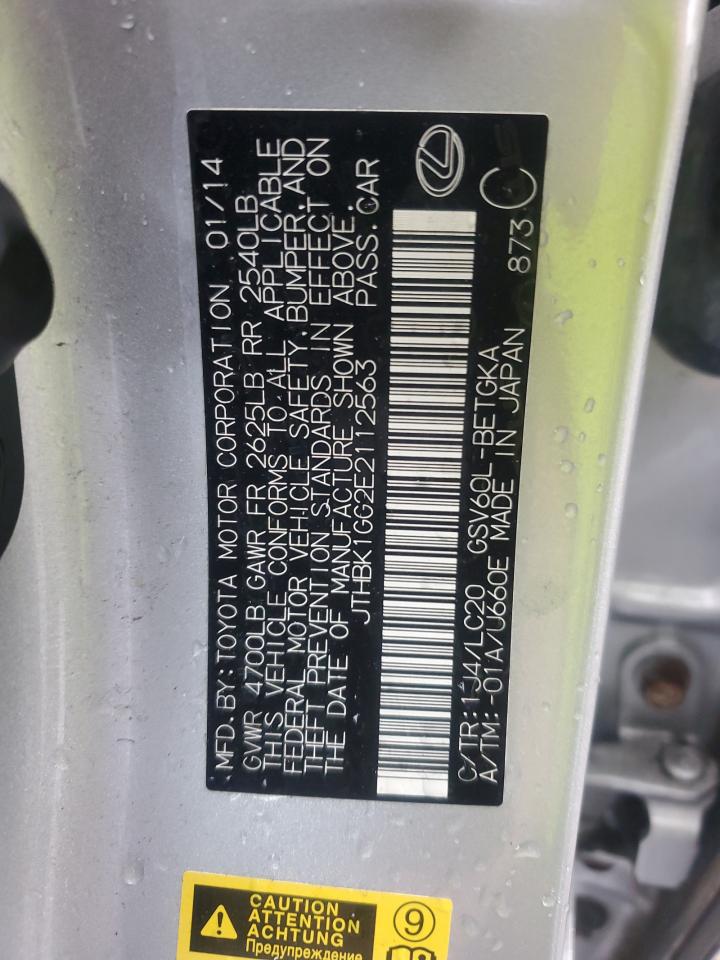 MFD. BY: TOYOTA MOTOR CORPORATION 01/14
GVWR 4700LB GAWR FR 2625LB RR 2540LB
THIS VEHICLE CONFORMS TO ALL APPLICABLE
FEDERAL MOTOR VEHICLE SAFETY, BUMPER, AND
THEFT PREVENTION STANDARDS IN EFFECT ON
THE DATE OF MANUFACTURE SHOWN ABOVE.
JTHBK1GG2E2112563 PASS. CAR
C/TR: 1J4/LC20 GSV60L-BETGKA
A/TM: -01A/U660E MADE IN JAPAN 873
CAUTION
ATTENTION
ACHTUNG
Предупреждение
9